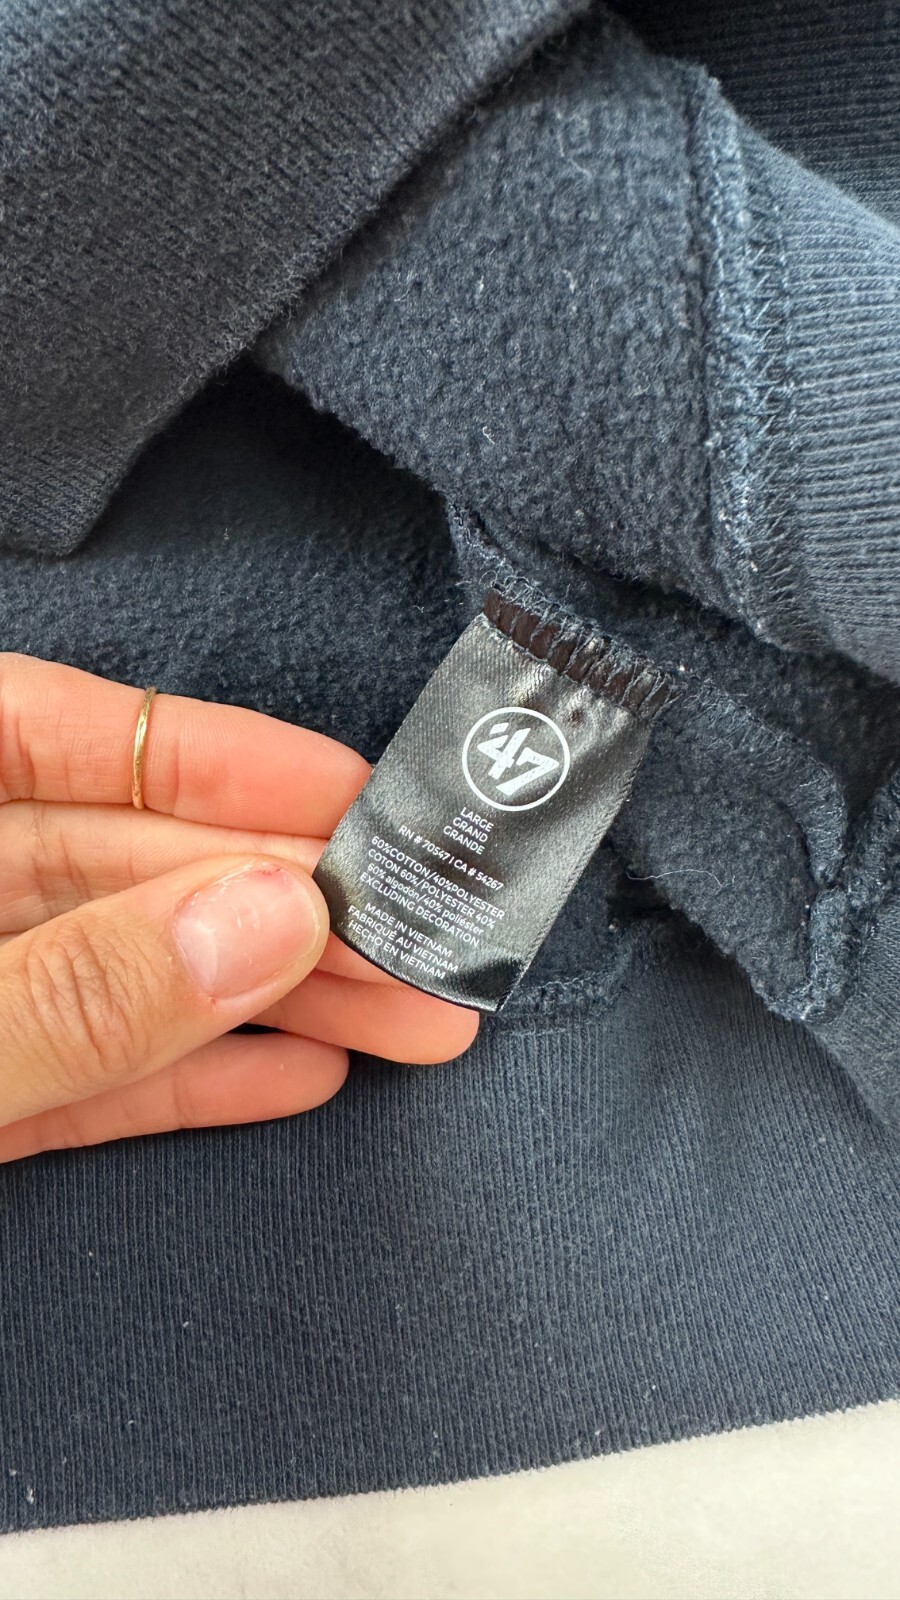 '47
LARGE
GRAND
GRANDE
RN # 70547 | CA # 54267
60%COTTON/40%POLYESTER
COTON 60%/POLYESTER 40%
60% algodón/40% poliéster
EXCLUDING DECORATION
MADE IN VIETNAM
FABRIQUÉ AU VIETNAM
HECHO EN VIETNAM